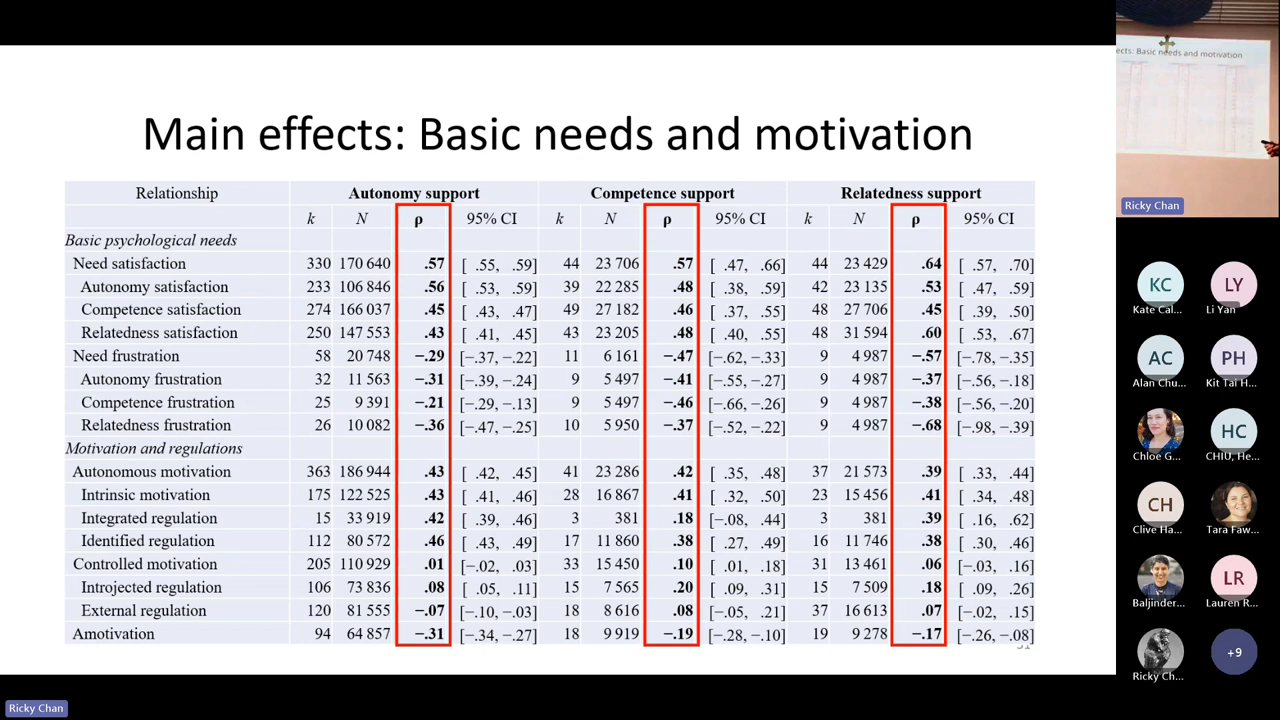 Main effects: Basic needs and motivation
Relationship Autonomy support Competence support Relatedness support
k N ρ 95% CI k N ρ 95% CI k N ρ 95% CI
Basic psychological needs
Need satisfaction 330 170 640 .57 [ .55, .59] 44 23 706 .57 [ .47, .66] 44 23 429 .64 [ .57, .70]
Autonomy satisfaction 233 106 846 .56 [ .53, .59] 39 22 285 .48 [ .38, .59] 42 23 135 .53 [ .47, .59]
Competence satisfaction 274 166 037 .45 [ .43, .47] 49 27 182 .46 [ .37, .55] 48 27 706 .45 [ .39, .50]
Relatedness satisfaction 250 147 553 .43 [ .41, .45] 43 23 205 .48 [ .40, .55] 48 31 594 .60 [ .53, .67]
Need frustration 58 20 748 −.29 [−.37, −.22] 11 6 161 −.47 [−.62, −.33] 9 4 987 −.57 [−.78, −.35]
Autonomy frustration 32 11 563 −.31 [−.39, −.24] 9 5 497 −.41 [−.55, −.27] 9 4 987 −.37 [−.56, −.18]
Competence frustration 25 9 391 −.21 [−.29, −.13] 9 5 497 −.46 [−.66, −.26] 9 4 987 −.38 [−.56, −.20]
Relatedness frustration 26 10 082 −.36 [−.47, −.25] 10 5 950 −.37 [−.52, −.22] 9 4 987 −.68 [−.98, −.39]
Motivation and regulations
Autonomous motivation 363 186 944 .43 [ .42, .45] 41 23 286 .42 [ .35, .48] 37 21 573 .39 [ .33, .44]
Intrinsic motivation 175 122 525 .43 [ .41, .46] 28 16 867 .41 [ .32, .50] 23 15 456 .41 [ .34, .48]
Integrated regulation 15 33 919 .42 [ .39, .46] 3 381 .18 [−.08, .44] 3 381 .39 [ .16, .62]
Identified regulation 112 80 572 .46 [ .43, .49] 17 11 860 .38 [ .27, .49] 16 11 746 .38 [ .30, .46]
Controlled motivation 205 110 929 .01 [−.02, .03] 33 15 450 .10 [ .01, .18] 31 13 461 .06 [−.03, .16]
Introjected regulation 106 73 836 .08 [ .05, .11] 15 7 565 .20 [ .09, .31] 15 7 509 .18 [ .09, .26]
External regulation 120 81 555 −.07 [−.10, −.03] 18 8 616 .08 [−.05, .21] 37 16 613 .07 [−.02, .15]
Amotivation 94 64 857 −.31 [−.34, −.27] 18 9 919 −.19 [−.28, −.10] 19 9 278 −.17 [−.26, −.08]
Ricky Chan
ects: Basic needs and motivation
Ricky Chan
KC LY
Kate Cal... Li Yan
AC PH
Alan Chu... Kit Tai H...
HC
Chloe G... CHIU, He...
CH
Clive Ha... Tara Faw...
LR
Baljinder... Lauren R...
+9
Ricky Ch...